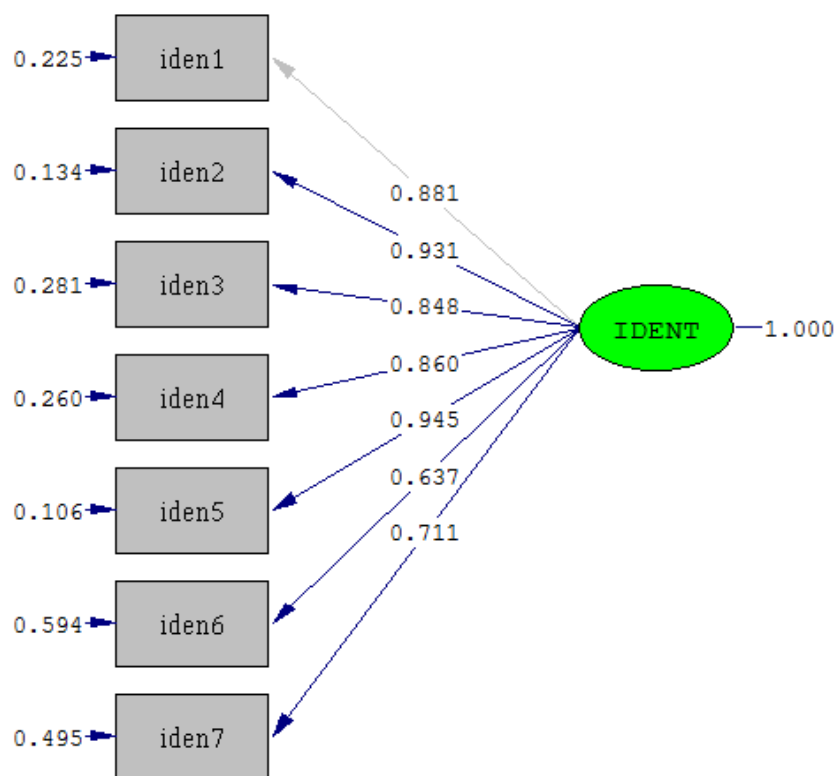 0.225 iden1
0.881
0.134 iden2
0.931
0.281 iden3
0.848
IDENT 1.000
0.860
0.260 iden4
0.945
0.637
0.106 iden5
0.711
0.594 iden6
0.495 iden7